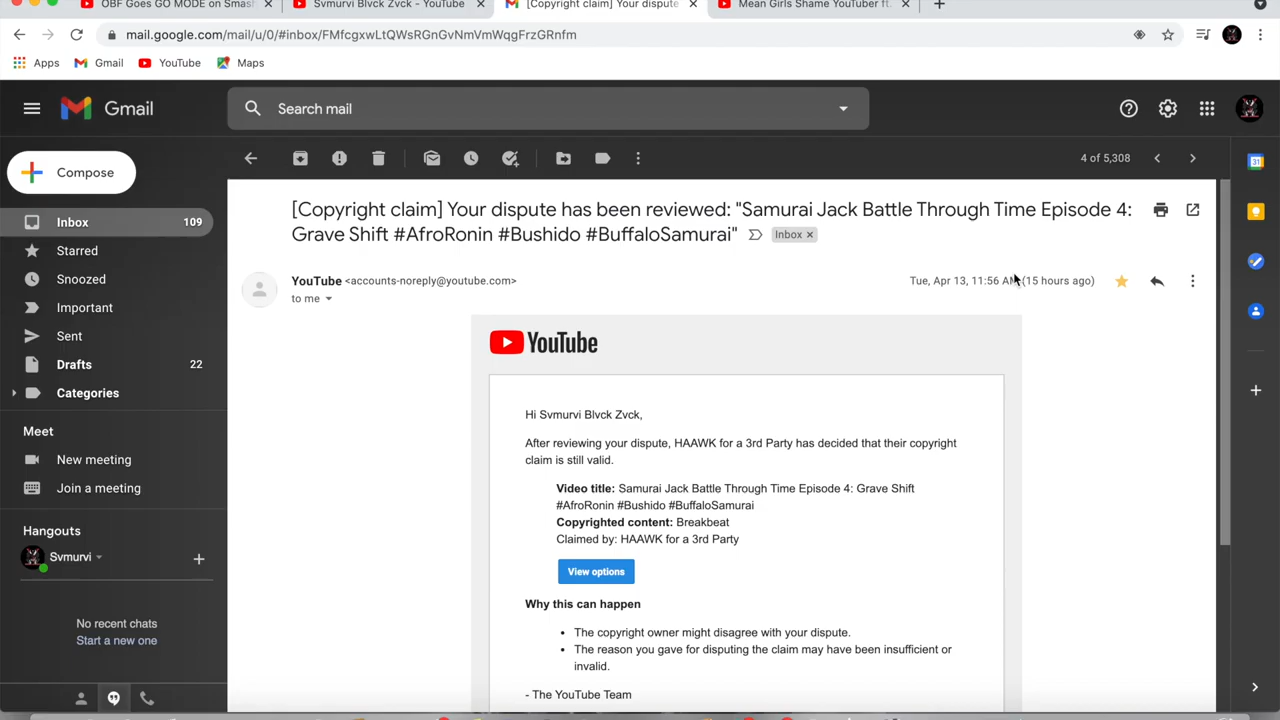 OBF Goes GO MODE on Smash
Svmurvi Blvck Zvck - YouTube
[Copyright claim] Your dispute
Mean Girls Shame YouTuber ft.
mail.google.com/mail/u/0/#inbox/FMfcgxwLtQWsRGnGvNmVmWqgFrzGRnfm
Apps Gmail YouTube Maps
Gmail
Search mail
Compose
4 of 5,308
Inbox 109
Starred
Snoozed
Important
Sent
Drafts 22
Categories
Meet
New meeting
Join a meeting
Hangouts
Svmurvi
No recent chats
Start a new one
[Copyright claim] Your dispute has been reviewed: "Samurai Jack Battle Through Time Episode 4:
Grave Shift #AfroRonin #Bushido #BuffaloSamurai" Inbox x
YouTube <accounts-noreply@youtube.com>
Tue, Apr 13, 11:56 AM (15 hours ago)
to me
YouTube
Hi Svmurvi Blvck Zvck,
After reviewing your dispute, HAAWK for a 3rd Party has decided that their copyright
claim is still valid.
Video title: Samurai Jack Battle Through Time Episode 4: Grave Shift
#AfroRonin #Bushido #BuffaloSamurai
Copyrighted content: Breakbeat
Claimed by: HAAWK for a 3rd Party
View options
Why this can happen
• The copyright owner might disagree with your dispute.
• The reason you gave for disputing the claim may have been insufficient or
invalid.
- The YouTube Team
31